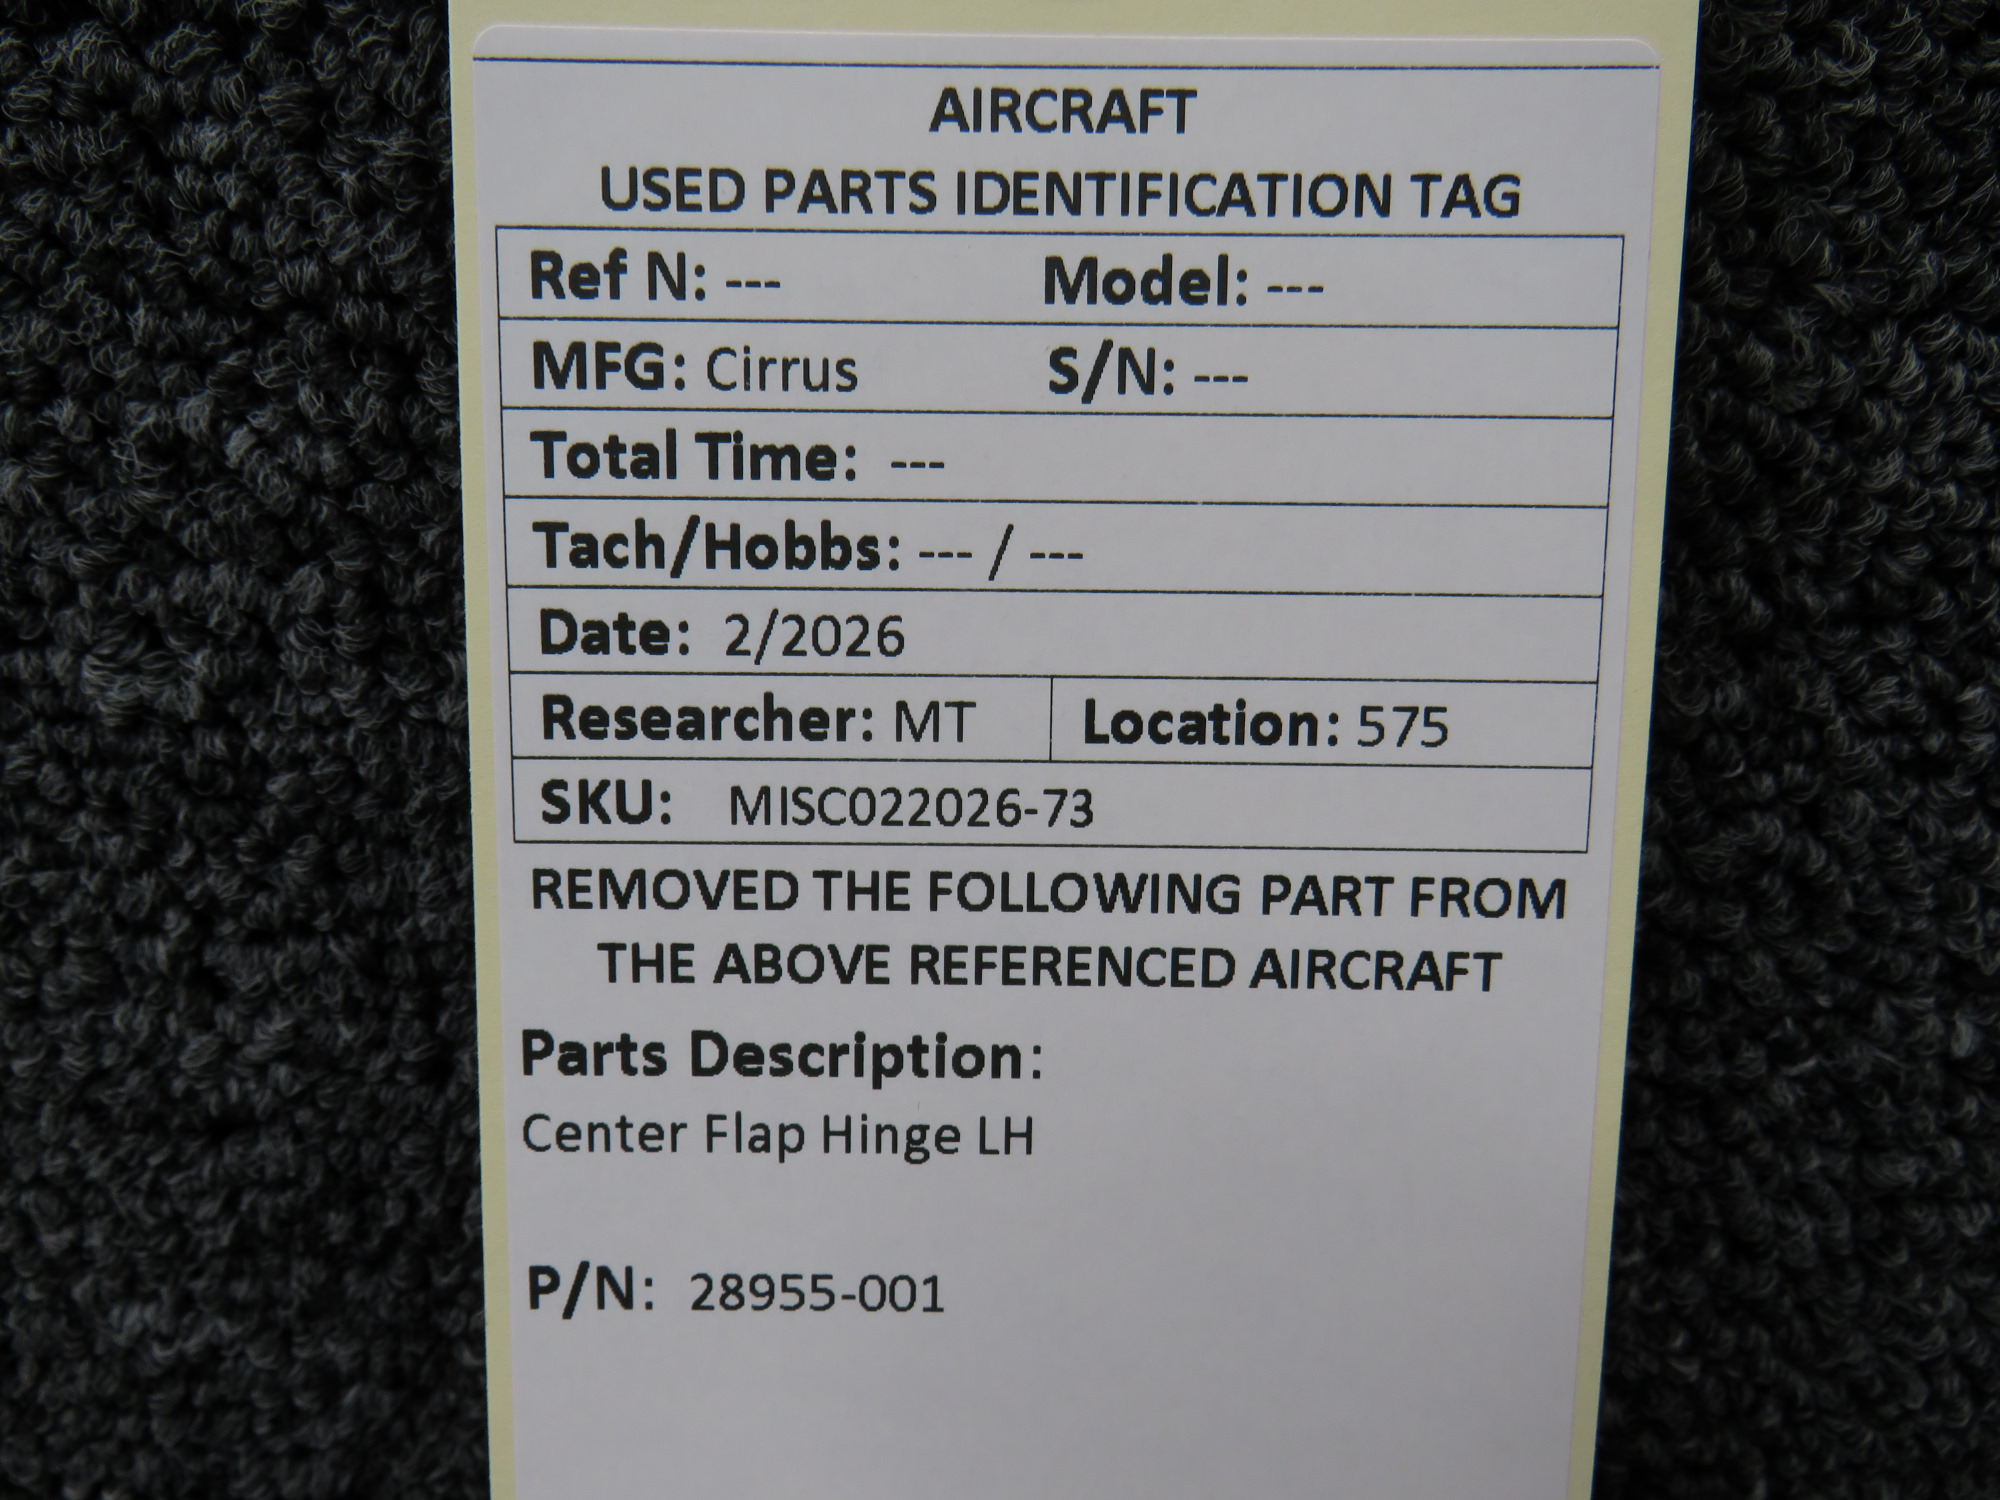 AIRCRAFT
USED PARTS IDENTIFICATION TAG
Ref N: --- Model: ---
MFG: Cirrus S/N: ---
Total Time: ---
Tach/Hobbs: --- / ---
Date: 2/2026
Researcher: MT Location: 575
SKU: MISC022026-73
REMOVED THE FOLLOWING PART FROM
THE ABOVE REFERENCED AIRCRAFT
Parts Description:
Center Flap Hinge LH
P/N: 28955-001